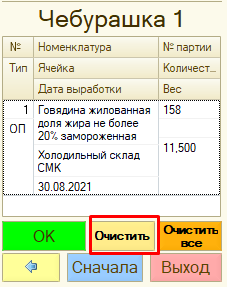 Чебурашка 1
№ Номенклатура № партии
Тип Ячейка Количест...
Дата выработки Вес
1 Говядина жилованная 158
ОП доля жира не более
20% замороженная
Холодильный склад 11,500
СМК
30.08.2021
OK Очистить Очистить
все
Сначала Выход